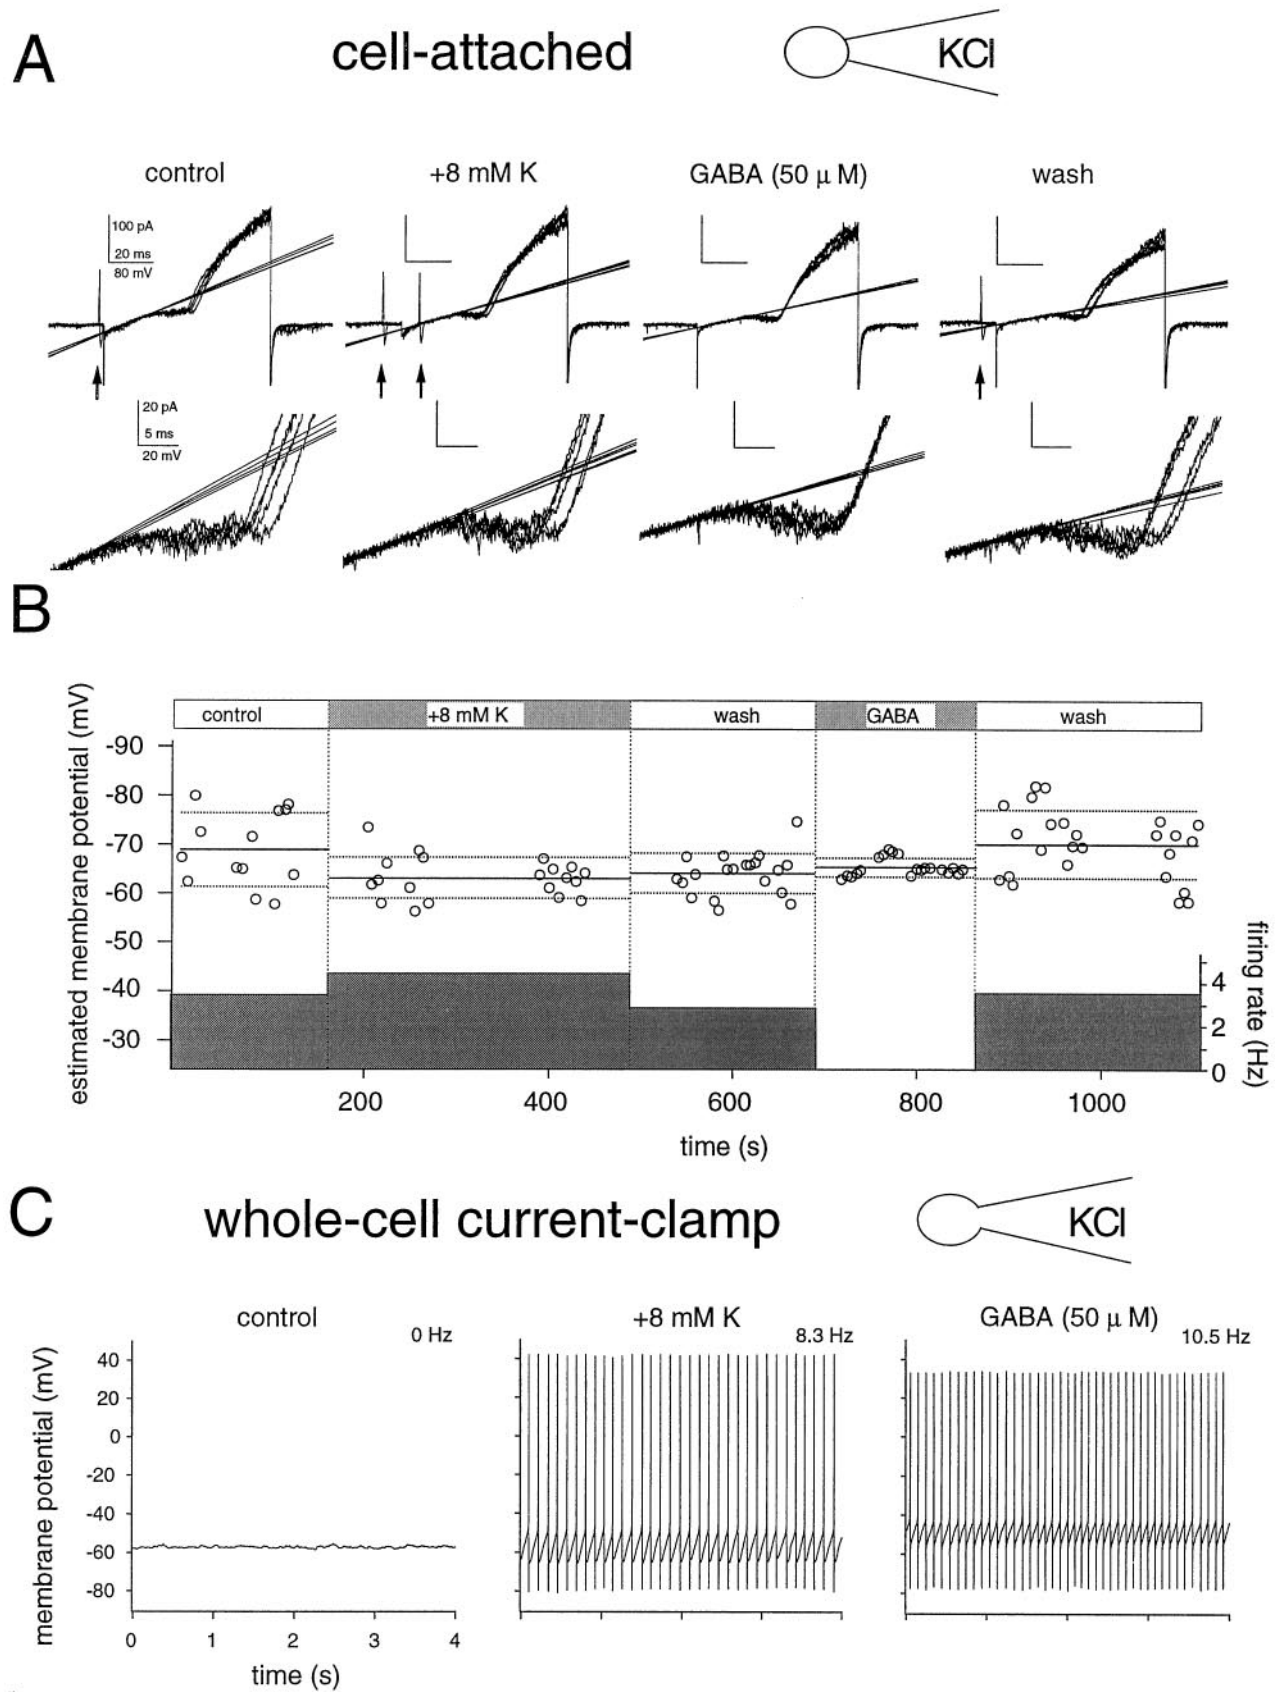 A
cell-attached
KCl
control
+8 mM K
GABA (50 μ M)
wash
100 pA
20 ms
80 mV
20 pA
5 ms
20 mV
B
estimated membrane potential (mV)
control
+8 mM K
wash
GABA
wash
-90
-80
-70
-60
-50
-40
-30
4
2
0
firing rate (Hz)
200
400
600
800
1000
time (s)
C
whole-cell current-clamp
KCl
control
0 Hz
+8 mM K
8.3 Hz
GABA (50 μ M)
10.5 Hz
membrane potential (mV)
40
20
0
-20
-40
-60
-80
0
1
2
3
4
time (s)